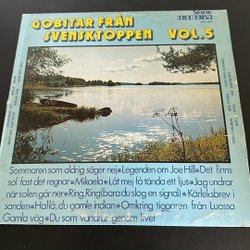 GOBITAR FRÅN
SVENSKTOPPEN VOL. 5
Sommaren som aldrig säger nej • Legenden om Joe Hill • Det finns
sol fast det regnar • Mikaela • Låt mej få tända ett ljus • Jag undrar
när solen går ner • Ring, Ring (bara du slog en signal) • Kärleksbrev i
sanden • Hallå, du gamle indian • Omkring tiggaren från Luossa
Gamla väg • Du som vandrar genom livet